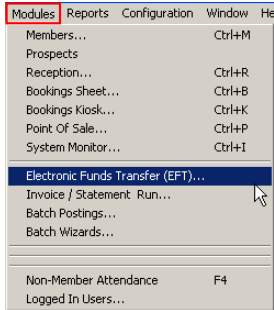 Modules Reports Configuration Window He
Members... Ctrl+M
Prospects
Reception... Ctrl+R
Bookings Sheet... Ctrl+B
Bookings Kiosk... Ctrl+K
Point Of Sale... Ctrl+P
System Monitor... Ctrl+I
Electronic Funds Transfer (EFT)...
Invoice / Statement Run...
Batch Postings...
Batch Wizards...
Non-Member Attendance F4
Logged In Users...